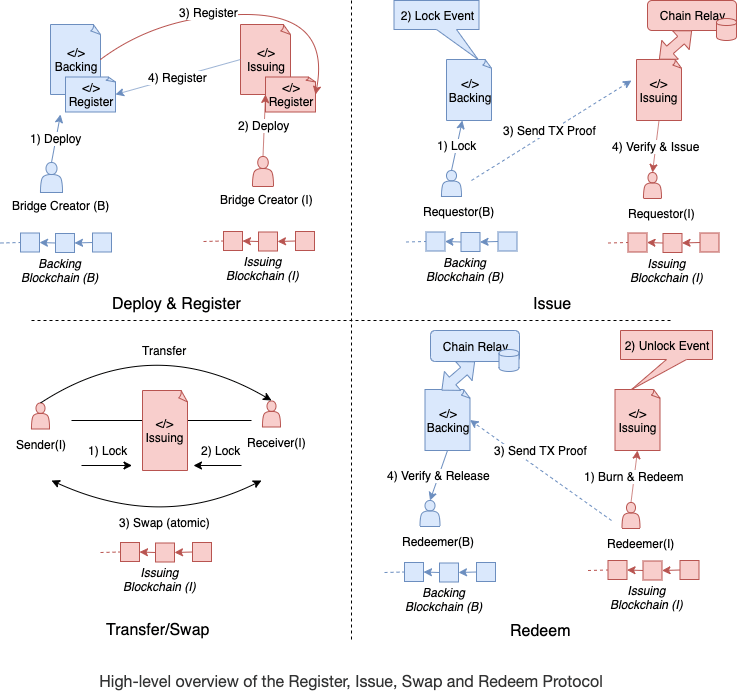 3) Register
</>
Backing
</>
Register
</>
Issuing
</>
Register
4) Register
1) Deploy
2) Deploy
Bridge Creator (B)
Bridge Creator (I)
Backing
Blockchain (B)
Issuing
Blockchain (I)
Deploy & Register
2) Lock Event
Chain Relay
</>
Backing
</>
Issuing
1) Lock
3) Send TX Proof
4) Verify & Issue
Requestor(B)
Requestor(I)
Backing
Blockchain (B)
Issuing
Blockchain (I)
Issue
Transfer
</>
Issuing
Sender(I)
Receiver(I)
1) Lock
2) Lock
3) Swap (atomic)
Issuing
Blockchain (I)
Transfer/Swap
Chain Relay
2) Unlock Event
</>
Backing
</>
Issuing
3) Send TX Proof
4) Verify & Release
1) Burn & Redeem
Redeemer(B)
Redeemer(I)
Backing
Blockchain (B)
Issuing
Blockchain (I)
Redeem
High-level overview of the Register, Issue, Swap and Redeem Protocol